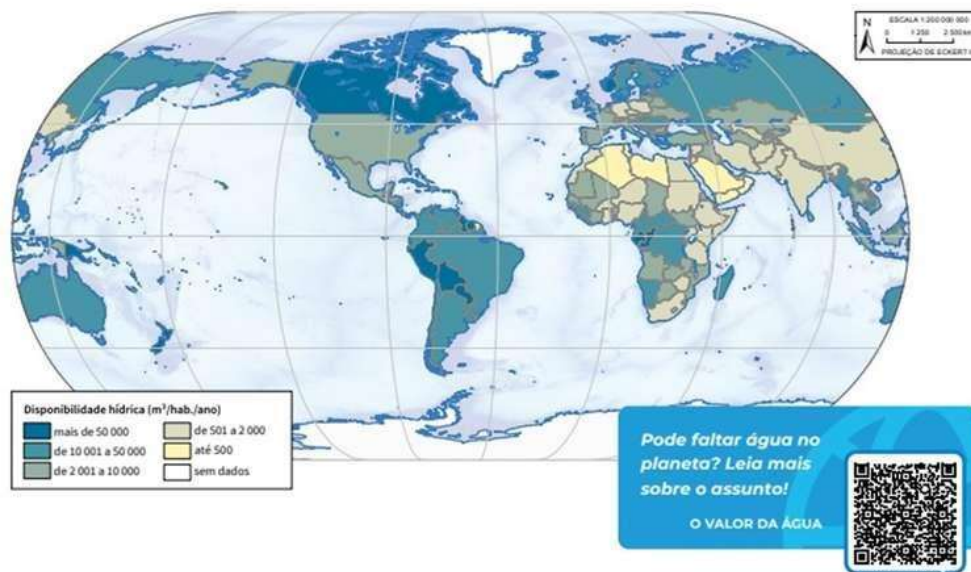 N
ESCALA 1:200 000 000
0 1 250 2 500 km
PROJEÇÃO DE ECKERT
Disponibilidade hídrica (m³/hab./ano)
mais de 50 000
de 10 001 a 50 000
de 2 001 a 10 000
de 501 a 2 000
até 500
sem dados
Pode faltar água no
planeta? Leia mais
sobre o assunto!
O VALOR DA ÁGUA